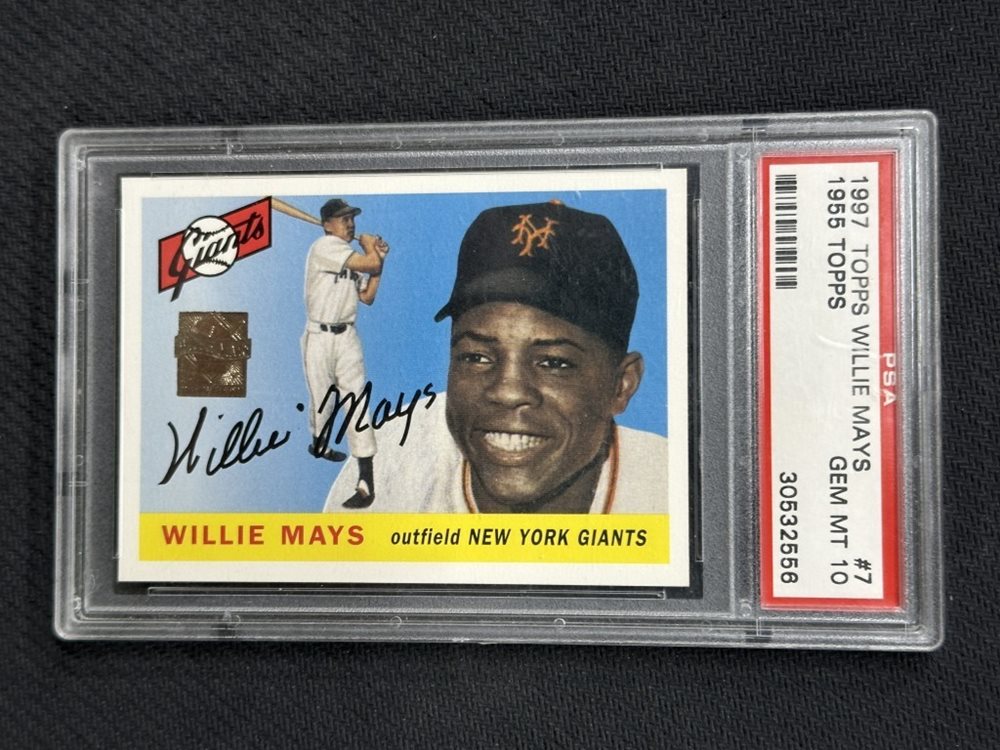 Giants
Willie Mays
WILLIE MAYS outfield NEW YORK GIANTS
PSA
1997 TOPPS WILLIE MAYS #7
1955 TOPPS GEM MT 10
30532556